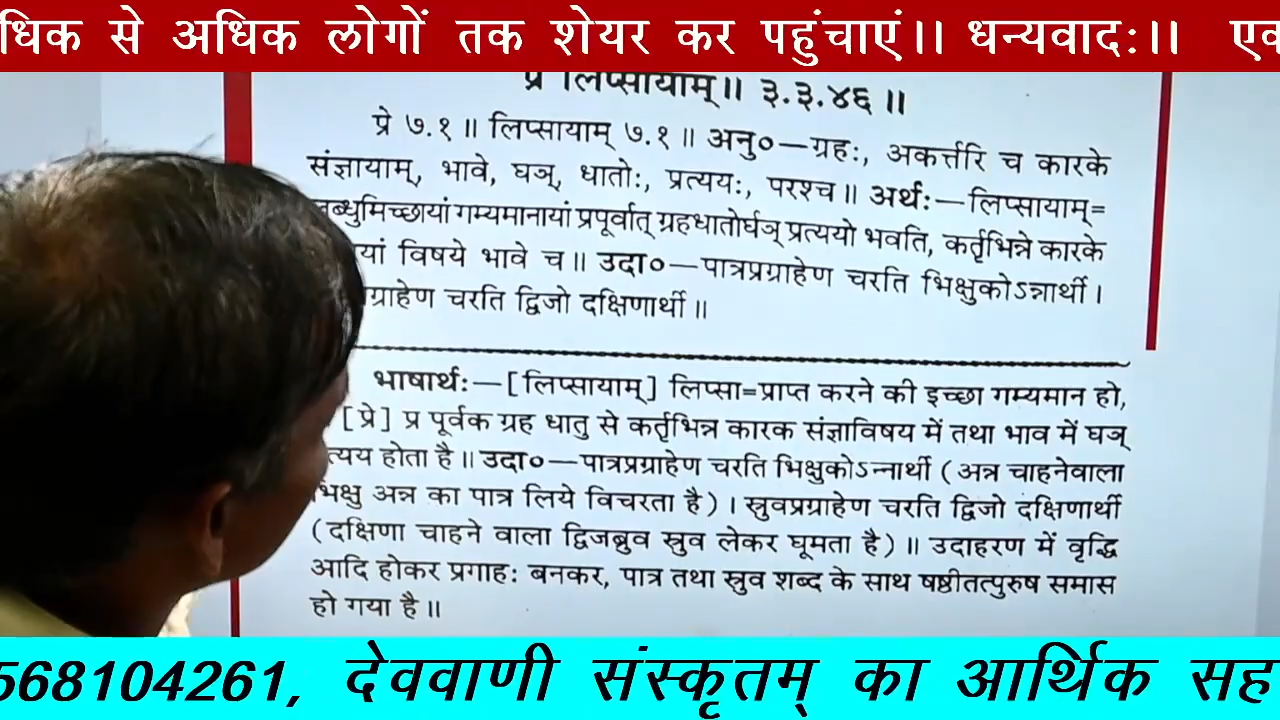 धिक से अधिक लोगों तक शेयर कर पहुंचाएं।। धन्यवादः।। एव
प्रे लिप्सायाम्॥ ३.३.४६॥
प्रे ७.१॥ लिप्सायाम् ७.१॥ अनु०—ग्रहः, अकर्त्तरि च कारके
संज्ञायाम्, भावे, घञ्, धातोः, प्रत्ययः, परश्च॥ अर्थः—लिप्सायाम्=
लब्धुमिच्छायां गम्यमानायां प्रपूर्वात् ग्रहधातोर्घञ् प्रत्ययो भवति, कर्तृभिन्ने कारके
यां विषये भावे च॥ उदा०—पात्रप्रग्राहेण चरति भिक्षुकोऽन्नार्थी।
ग्राहेण चरति द्विजो दक्षिणार्थी॥
भाषार्थः—[लिप्सायाम्] लिप्सा=प्राप्त करने की इच्छा गम्यमान हो,
[प्रे] प्र पूर्वक ग्रह धातु से कर्तृभिन्न कारक संज्ञाविषय में तथा भाव में घञ्
त्यय होता है॥ उदा०—पात्रप्रग्राहेण चरति भिक्षुकोऽन्नार्थी (अन्न चाहनेवाला
भिक्षु अन्न का पात्र लिये विचरता है)। स्रुवप्रग्राहेण चरति द्विजो दक्षिणार्थी
(दक्षिणा चाहने वाला द्विजब्रुव स्रुव लेकर घूमता है)॥ उदाहरण में वृद्धि
आदि होकर प्रगाहः बनकर, पात्र तथा स्रुव शब्द के साथ षष्ठीतत्पुरुष समास
हो गया है॥
568104261, देववाणी संस्कृतम् का आर्थिक सह